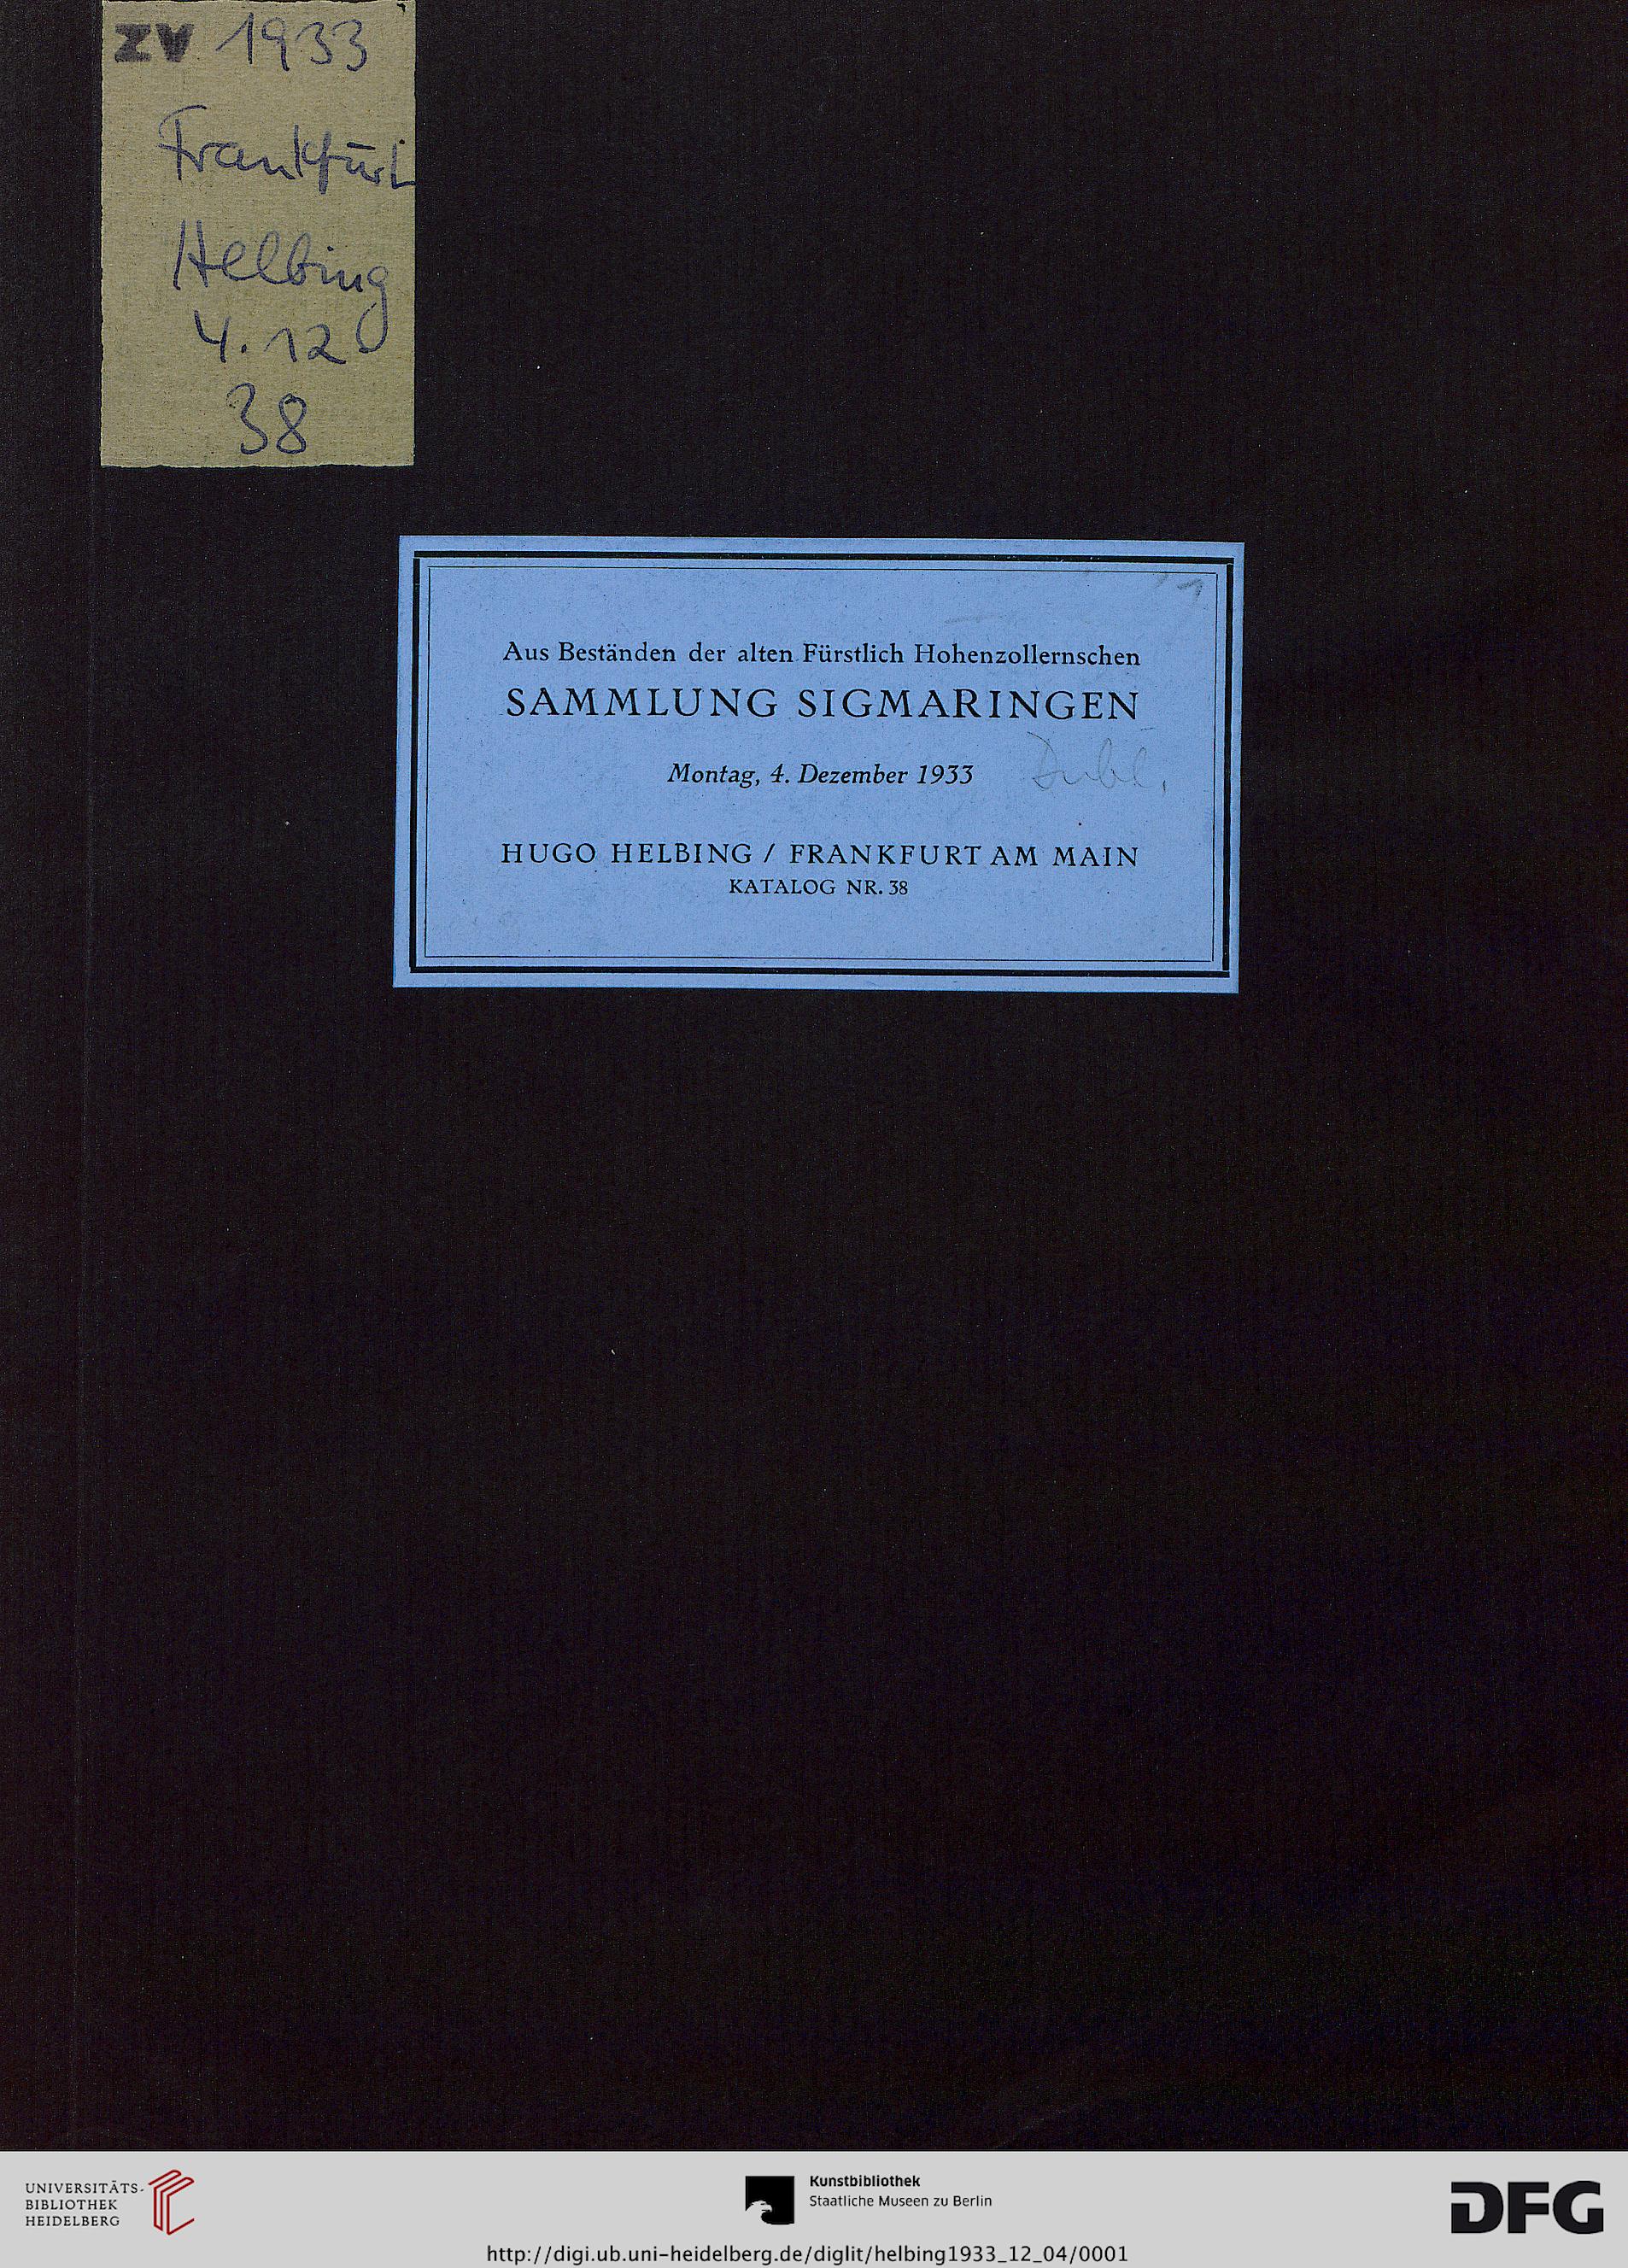 ZV 1933
Frankfurt
Helbing
4.12
38
1
Aus Beständen der alten Fürstlich Hohenzollernschen
SAMMLUNG SIGMARINGEN
Montag, 4. Dezember 1933
Dubl.
HUGO HELBING / FRANKFURT AM MAIN
KATALOG NR. 38
UNIVERSITÄTS-
BIBLIOTHEK
HEIDELBERG
Kunstbibliothek
Staatliche Museen zu Berlin
DFG
http://digi.ub.uni-heidelberg.de/diglit/helbing1933_12_04/0001